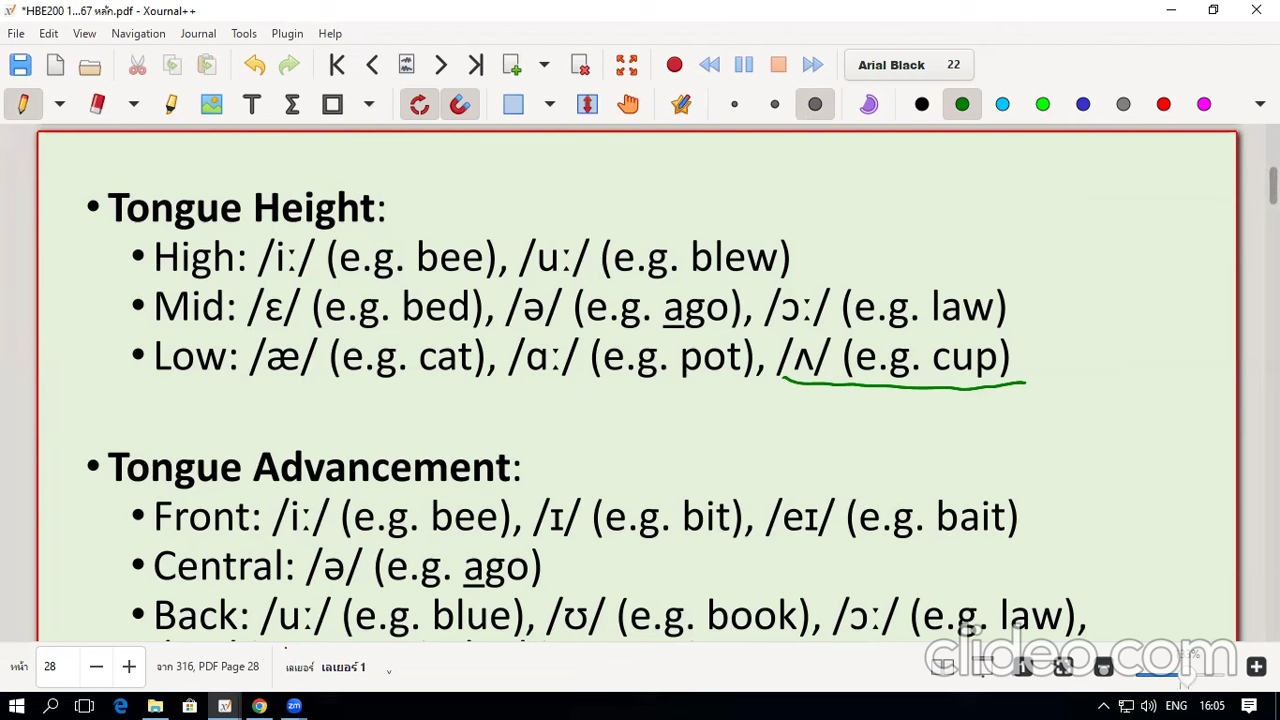 *HBE200 1...67 หลัก.pdf - Xournal++
File Edit View Navigation Journal Tools Plugin Help
Arial Black 22
• Tongue Height:
• High: /iː/ (e.g. bee), /uː/ (e.g. blew)
• Mid: /ɛ/ (e.g. bed), /ə/ (e.g. ago), /ɔː/ (e.g. law)
• Low: /æ/ (e.g. cat), /ɑː/ (e.g. pot), /ʌ/ (e.g. cup)
• Tongue Advancement:
• Front: /iː/ (e.g. bee), /ɪ/ (e.g. bit), /eɪ/ (e.g. bait)
• Central: /ə/ (e.g. ago)
• Back: /uː/ (e.g. blue), /ʊ/ (e.g. book), /ɔː/ (e.g. law),
หน้า 28 จาก 316, PDF Page 28 เลเยอร์ เลเยอร์ 1
clideo.com
ENG 16:05